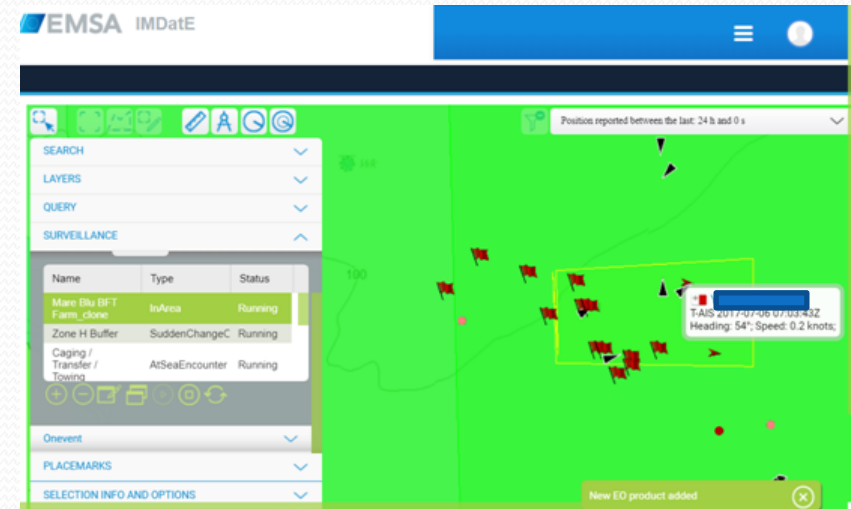 EMSA IMDatE
Position reported between the last: 24 h and 0 s
SEARCH
LAYERS
QUERY
SURVEILLANCE
Name Type Status
Mare Blu BFT
Farm_clone InArea Running
Zone H Buffer SuddenChangeC Running
Caging /
Transfer / AtSeaEncounter Running
Towing
Onevent
PLACEMARKS
SELECTION INFO AND OPTIONS
100
T-AIS 2017-07-06 07:03:43Z
Heading: 54°; Speed: 0.2 knots;
New EO product added